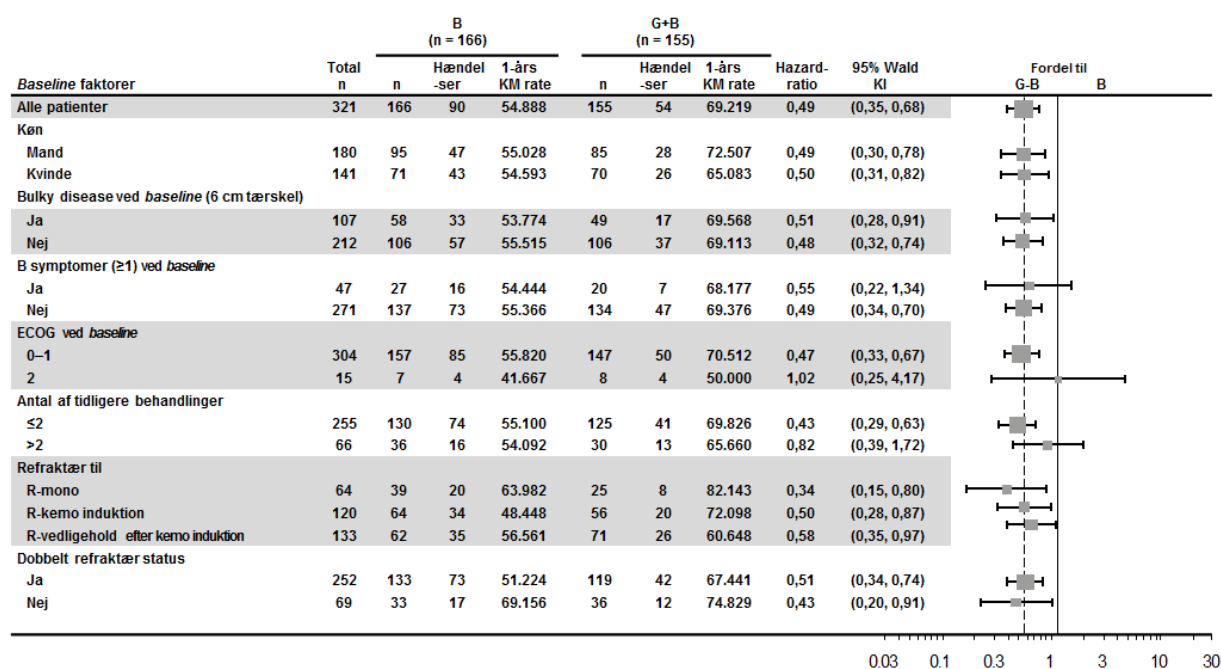 B G+B
(n = 166) (n = 155)
Total Hændel 1-års Hændel 1-års Hazard- 95% Wald Fordel til
Baseline faktorer n n -ser KM rate n -ser KM rate ratio KI G-B B
Alle patienter 321 166 90 54.888 155 54 69.219 0,49 (0,35, 0,68)
Køn
Mand 180 95 47 55.028 85 28 72.507 0,49 (0,30, 0,78)
Kvinde 141 71 43 54.593 70 26 65.083 0,50 (0,31, 0,82)
Bulky disease ved baseline (6 cm tærskel)
Ja 107 58 33 53.774 49 17 69.568 0,51 (0,28, 0,91)
Nej 212 106 57 55.515 106 37 69.113 0,48 (0,32, 0,74)
B symptomer (≥1) ved baseline
Ja 47 27 16 54.444 20 7 68.177 0,55 (0,22, 1,34)
Nej 271 137 73 55.366 134 47 69.376 0,49 (0,34, 0,70)
ECOG ved baseline
0–1 304 157 85 55.820 147 50 70.512 0,47 (0,33, 0,67)
2 15 7 4 41.667 8 4 50.000 1,02 (0,25, 4,17)
Antal af tidligere behandlinger
≤2 255 130 74 55.100 125 41 69.826 0,43 (0,29, 0,63)
>2 66 36 16 54.092 30 13 65.660 0,82 (0,39, 1,72)
Refraktær til
R-mono 64 39 20 63.982 25 8 82.143 0,34 (0,15, 0,80)
R-kemo induktion 120 64 34 48.448 56 20 72.098 0,50 (0,28, 0,87)
R-vedligehold efter kemo induktion 133 62 35 56.561 71 26 60.648 0,58 (0,35, 0,97)
Dobbelt refraktær status
Ja 252 133 73 51.224 119 42 67.441 0,51 (0,34, 0,74)
Nej 69 33 17 69.156 36 12 74.829 0,43 (0,20, 0,91)
0.03 0.1 0.3 1 3 10 30